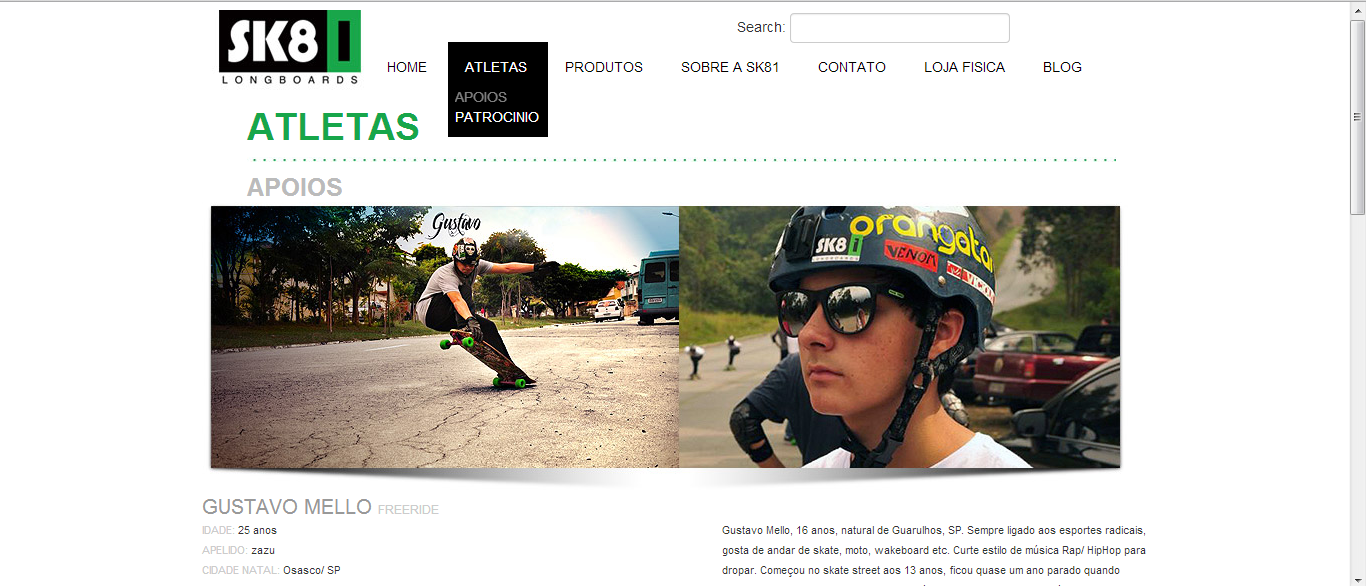 SK8
LONGBOARDS
Search:
HOME ATLETAS PRODUTOS SOBRE A SK81 CONTATO LOJA FISICA BLOG
APOIOS
PATROCINIO
ATLETAS
APOIOS
Gustavo
orangatan
SK8
VENOM
GUSTAVO MELLO FREERIDE
IDADE: 25 anos
APELIDO: zazu
CIDADE NATAL: Osasco/ SP
Gustavo Mello, 16 anos, natural de Guarulhos, SP. Sempre ligado aos esportes radicais,
gosta de andar de skate, moto, wakeboard etc. Curte estilo de música Rap/ HipHop para
dropar. Começou no skate street aos 13 anos, ficou quase um ano parado quando